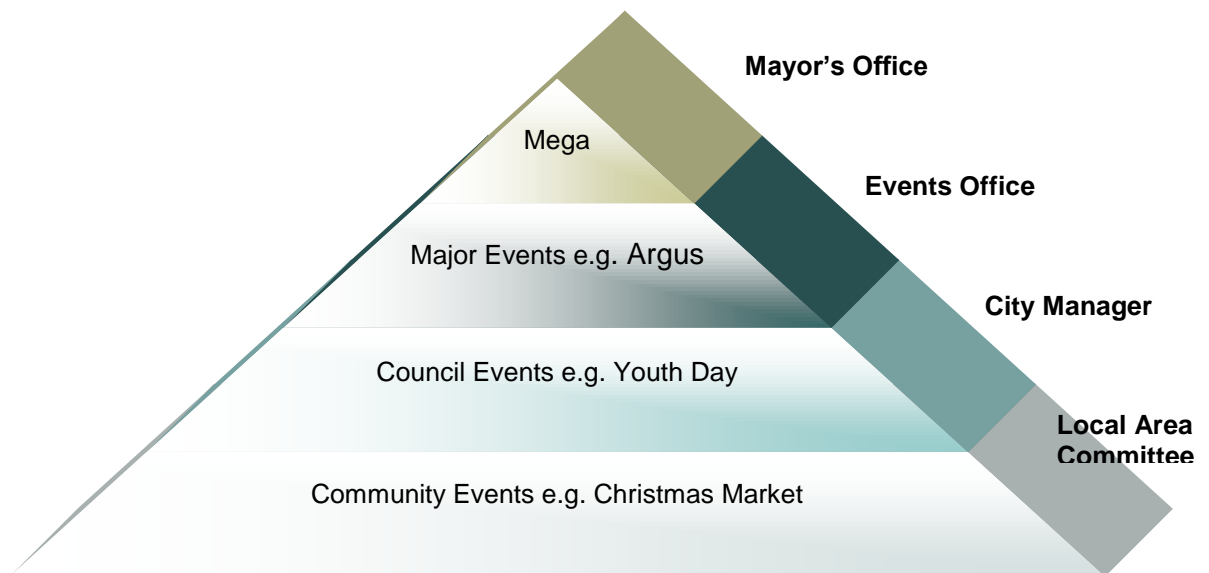 Mayor’s Office
Mega
Events Office
Major Events e.g. Argus
City Manager
Council Events e.g. Youth Day
Local Area
Committee
Community Events e.g. Christmas Market